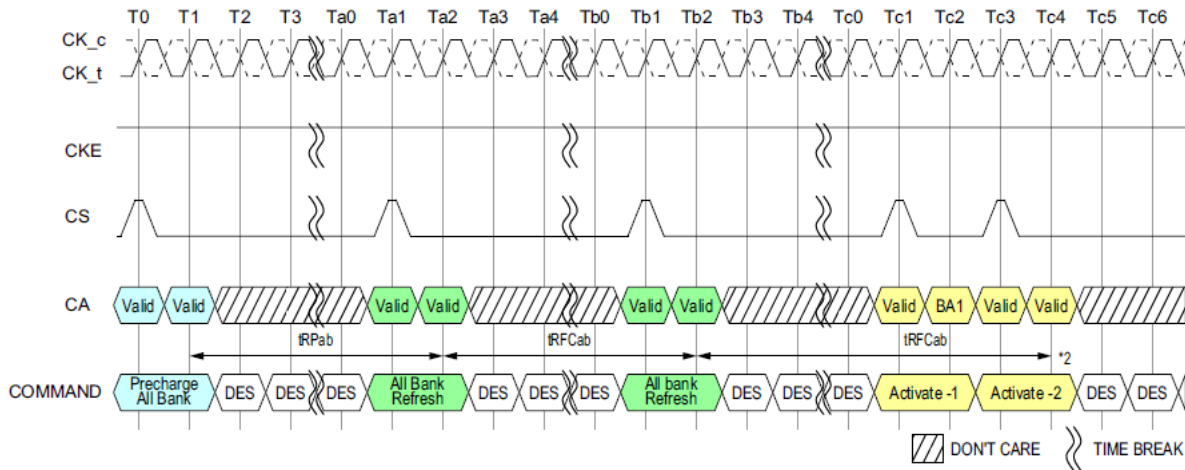 T0 T1 T2 T3 Ta0 Ta1 Ta2 Ta3 Ta4 Tb0 Tb1 Tb2 Tb3 Tb4 Tc0 Tc1 Tc2 Tc3 Tc4 Tc5 Tc6
CK_c
CK_t
CKE
CS
CA Valid Valid Valid Valid Valid Valid Valid BA1 Valid Valid
tRPab tRFCab tRFCab *2
COMMAND Precharge All Bank DES DES DES All Bank Refresh DES DES DES All bank Refresh DES DES DES Activate -1 Activate -2 DES DES
DON'T CARE TIME BREAK